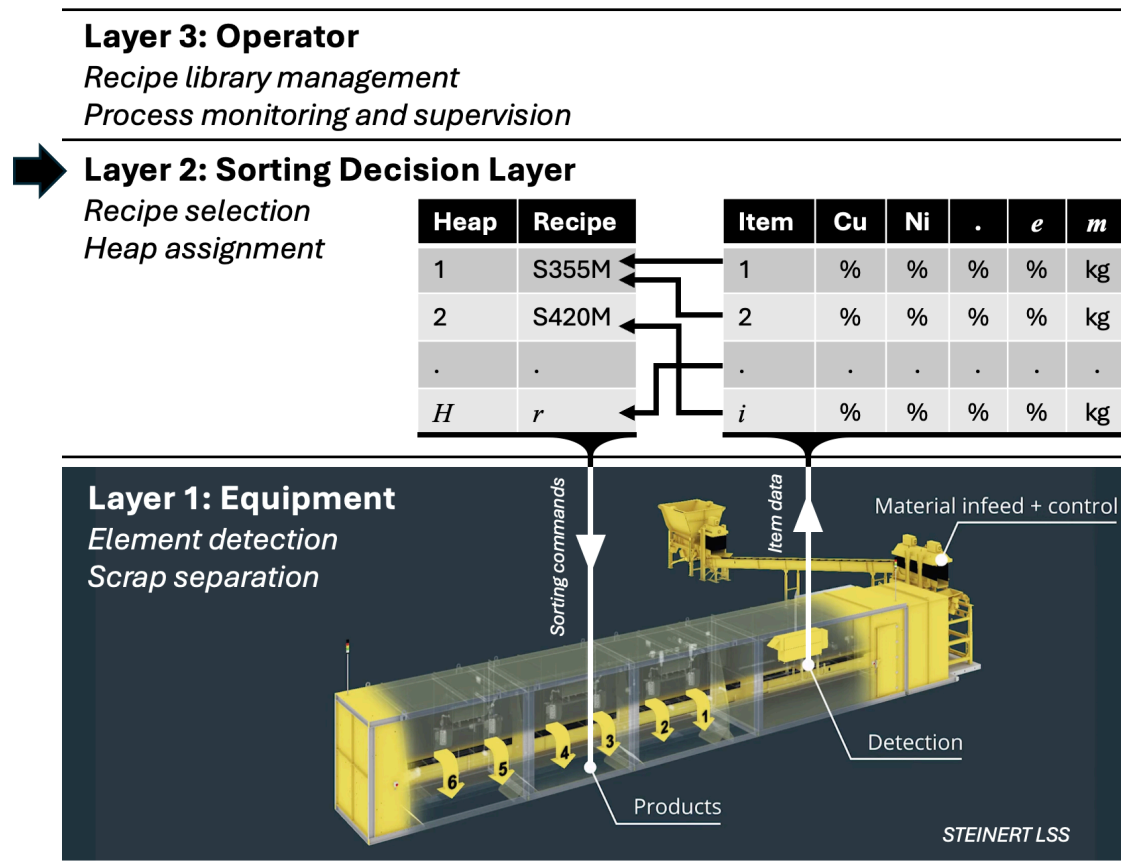 Layer 3: Operator
Recipe library management
Process monitoring and supervision
Layer 2: Sorting Decision Layer
Recipe selection
Heap assignment
Heap Recipe
1 S355M
2 S420M
. .
H r
Item Cu Ni . e m
1 % % % % kg
2 % % % % kg
. . . . . .
i % % % % kg
Layer 1: Equipment
Element detection
Scrap separation
Sorting commands
Item data
Material infeed + control
6 5 4 3 2 1
Detection
Products
STEINERT LSS